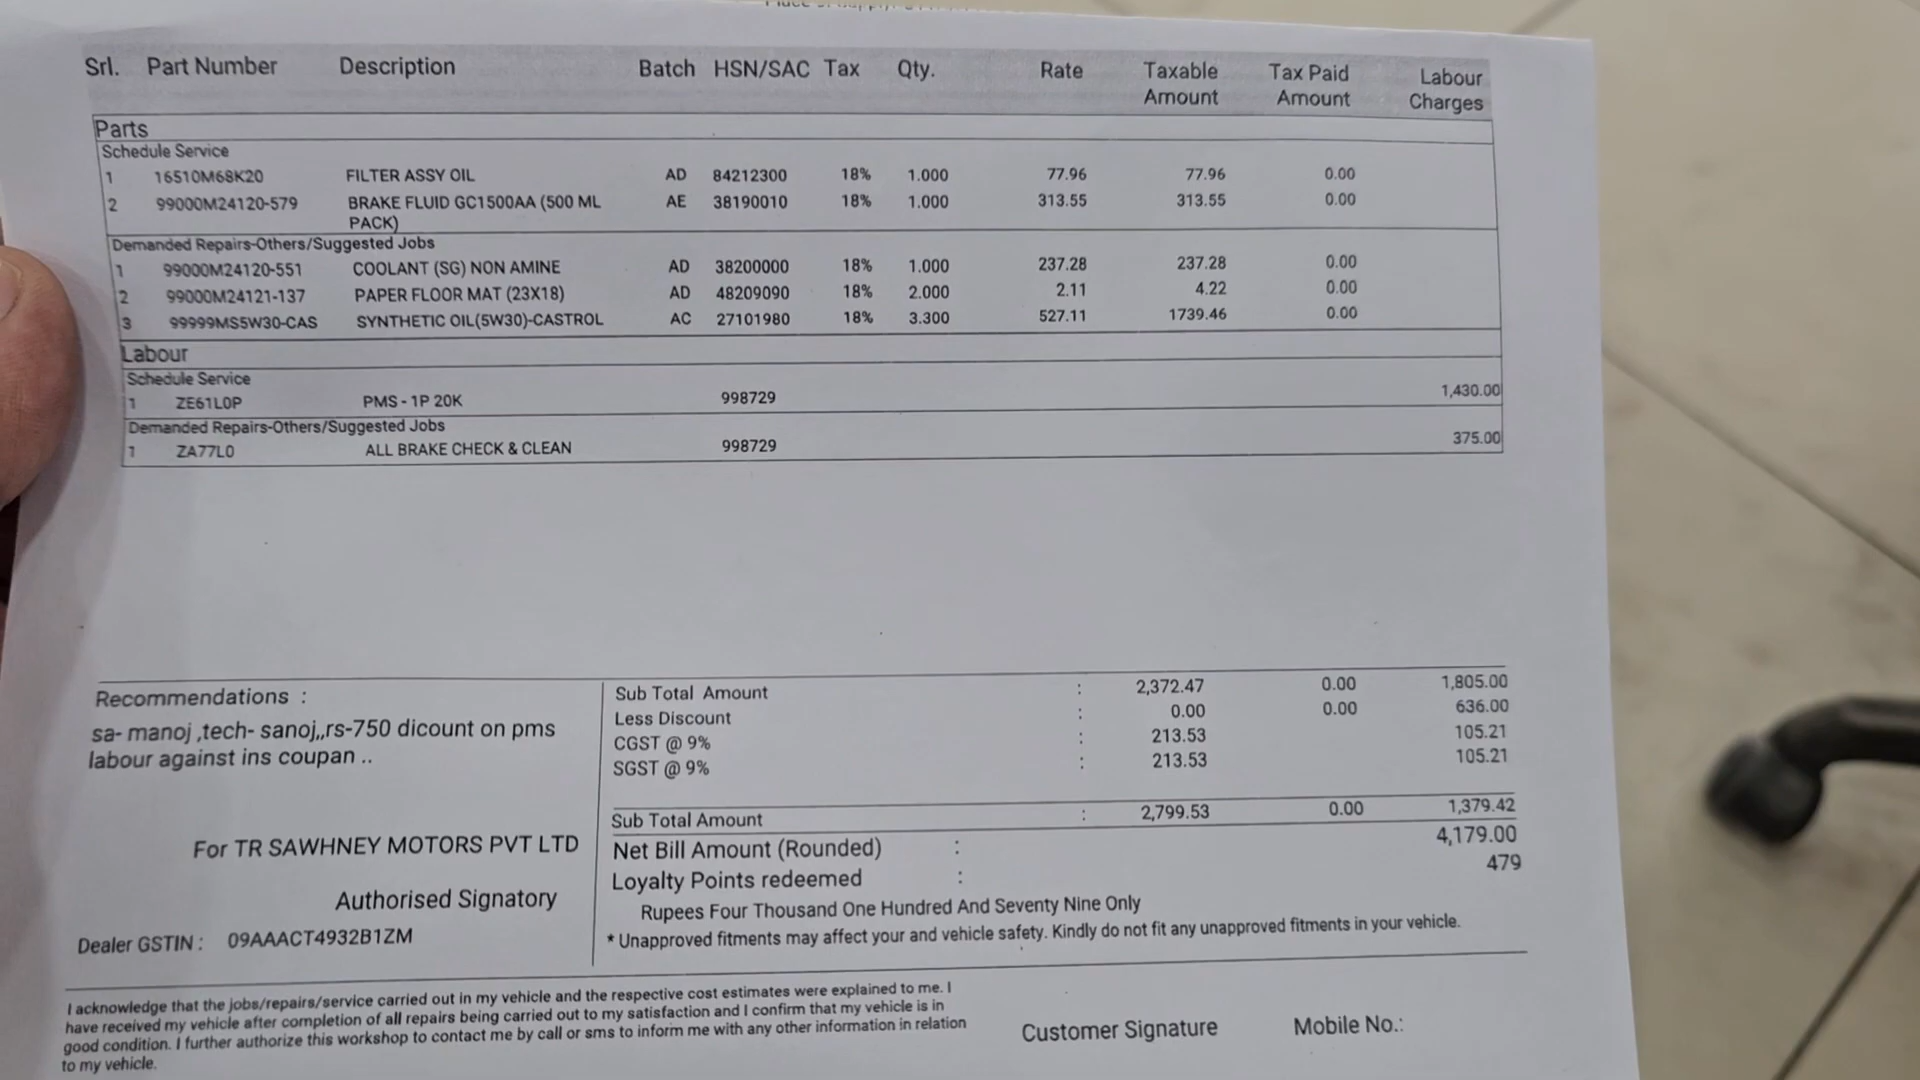 Srl. Part Number Description Batch HSN/SAC Tax Qty. Rate Taxable Amount Tax Paid Amount Labour Charges
Parts
Schedule Service
1 16510M68K20 FILTER ASSY OIL AD 84212300 18% 1.000 77.96 77.96 0.00
2 99000M24120-579 BRAKE FLUID GC1500AA (500 ML PACK) AE 38190010 18% 1.000 313.55 313.55 0.00
Demanded Repairs-Others/Suggested Jobs
1 99000M24120-551 COOLANT (SG) NON AMINE AD 38200000 18% 1.000 237.28 237.28 0.00
2 99000M24121-137 PAPER FLOOR MAT (23X18) AD 48209090 18% 2.000 2.11 4.22 0.00
3 99999MS5W30-CAS SYNTHETIC OIL(5W30)-CASTROL AC 27101980 18% 3.300 527.11 1739.46 0.00
Labour
Schedule Service
1 ZE61L0P PMS - 1P 20K 998729 1,430.00
Demanded Repairs-Others/Suggested Jobs
1 ZA77L0 ALL BRAKE CHECK & CLEAN 998729 375.00
Recommendations :
sa- manoj ,tech- sanoj,,rs-750 dicount on pms
labour against ins coupan ..
For TR SAWHNEY MOTORS PVT LTD
Authorised Signatory
Dealer GSTIN : 09AAACT4932B1ZM
Sub Total Amount : 2,372.47 0.00 1,805.00
Less Discount : 0.00 0.00 636.00
CGST @ 9% : 213.53 105.21
SGST @ 9% : 213.53 105.21
Sub Total Amount : 2,799.53 0.00 1,379.42
Net Bill Amount (Rounded) : 4,179.00
Loyalty Points redeemed : 479
Rupees Four Thousand One Hundred And Seventy Nine Only
* Unapproved fitments may affect your and vehicle safety. Kindly do not fit any unapproved fitments in your vehicle.
I acknowledge that the jobs/repairs/service carried out in my vehicle and the respective cost estimates were explained to me. I
have received my vehicle after completion of all repairs being carried out to my satisfaction and I confirm that my vehicle is in
good condition. I further authorize this workshop to contact me by call or sms to inform me with any other information in relation
to my vehicle.
Customer Signature Mobile No.: